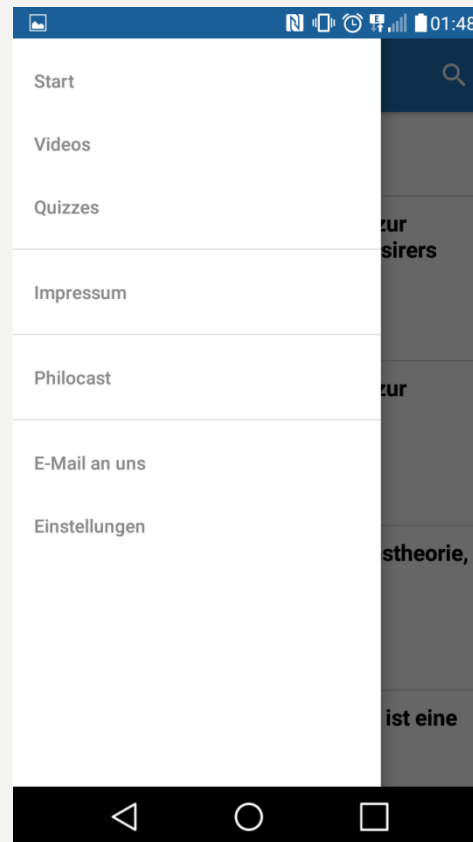 01:48
Start
Videos
Quizzes
zur
sirers
Impressum
Philocast
zur
E-Mail an uns
Einstellungen
stheorie,
ist eine